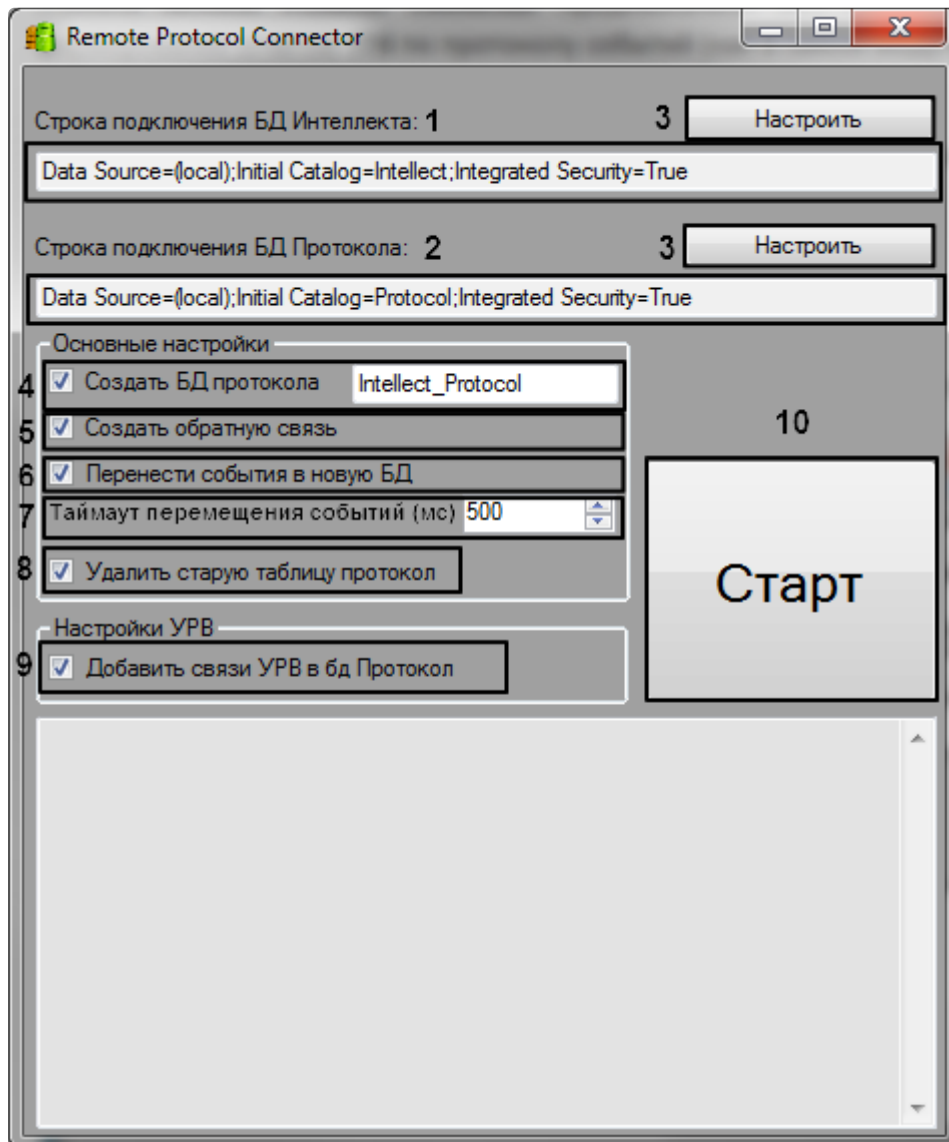 Remote Protocol Connector
Строка подключения БД Интеллекта: 1 3 Настроить
Data Source=(local);Initial Catalog=Intellect;Integrated Security=True
Строка подключения БД Протокола: 2 3 Настроить
Data Source=(local);Initial Catalog=Protocol;Integrated Security=True
Основные настройки
4 Создать БД протокола Intellect_Protocol
5 Создать обратную связь
10
6 Перенести события в новую БД
7 Таймаут перемещения событий (мс) 500
8 Удалить старую таблицу протокол
Старт
Настройки УРВ
9 Добавить связи УРВ в бд Протокол